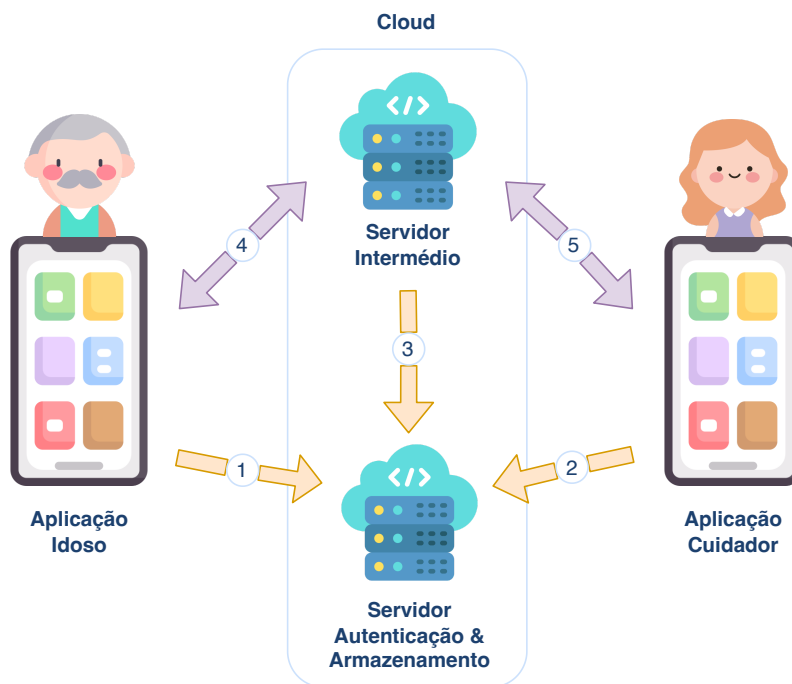 Cloud
</>
Servidor
Intermédio
4
5
3
1
2
</>
Aplicação
Idoso
Aplicação
Cuidador
Servidor
Autenticação &
Armazenamento